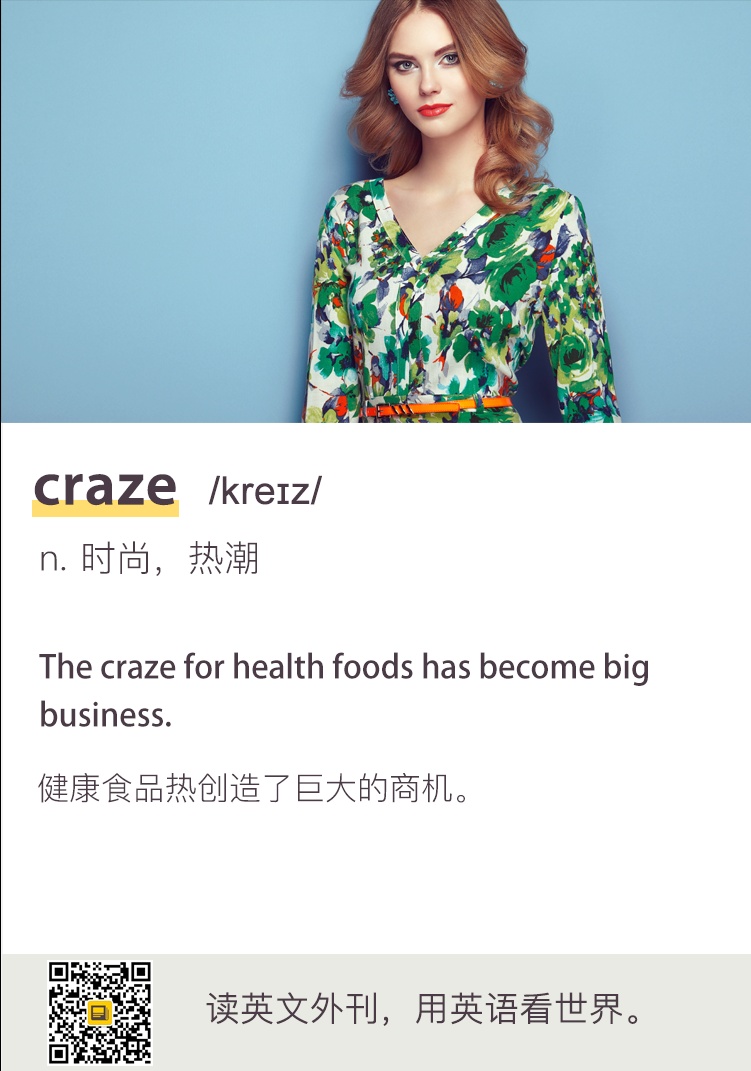 craze /kreɪz/
n. 时尚，热潮
The craze for health foods has become big
business.
健康食品热创造了巨大的商机。
读英文外刊，用英语看世界。